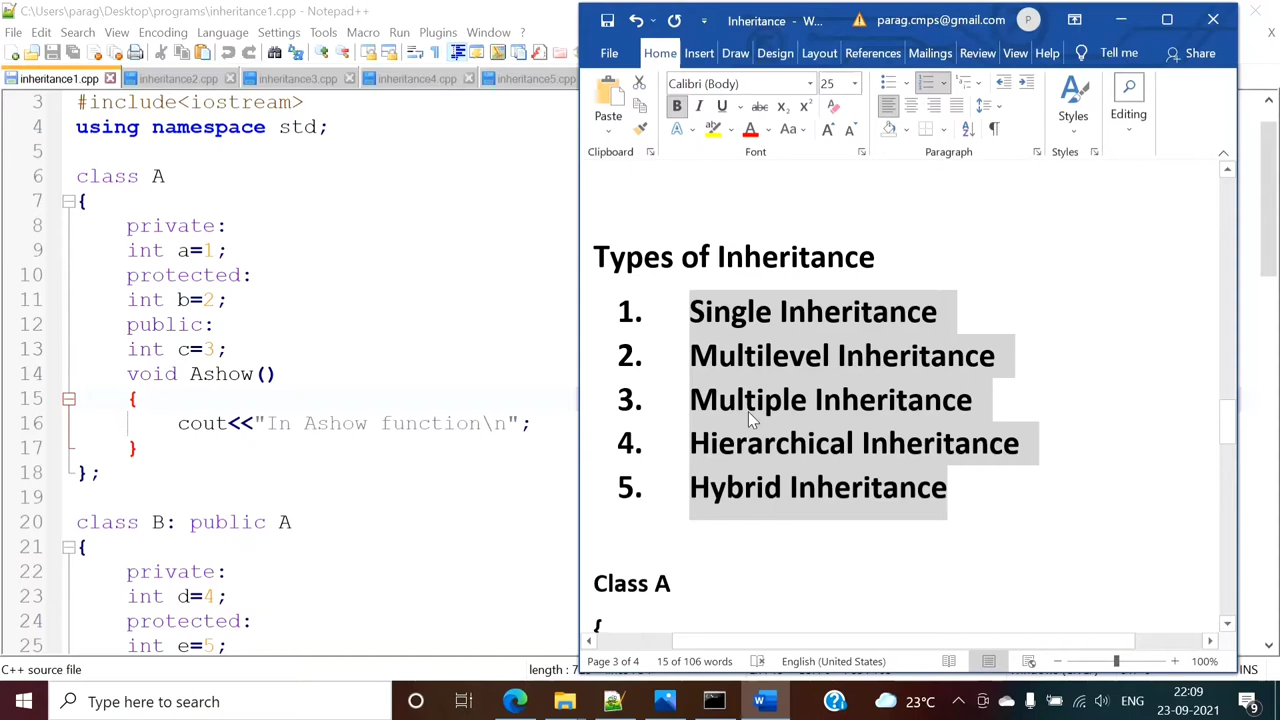 C:\Users\parag\Desktop\programs\inheritance1.cpp - Notepad++
File Edit Search View Encoding Language Settings Tools Macro Run Plugins Window ? X
inheritance1.cpp inheritance2.cpp inheritance3.cpp inheritance4.cpp inheritance5.cpp
3 #include<iostream>
4 using namespace std;
5
6 class A
7 {
8 private:
9 int a=1;
10 protected:
11 int b=2;
12 public:
13 int c=3;
14 void Ashow()
15 {
16 cout<<"In Ashow function\n";
17 }
18 };
19
20 class B: public A
21 {
22 private:
23 int d=4;
24 protected:
25 int e=5;
C++ source file length : 7 INS
Inheritance - W... parag.cmps@gmail.com P
File Home Insert Draw Design Layout References Mailings Review View Help Tell me Share
Calibri (Body) 25
Paste B I U abc x2 x2 Styles Editing
A A Aa A A
Clipboard Font Paragraph Styles
Types of Inheritance
1. Single Inheritance
2. Multilevel Inheritance
3. Multiple Inheritance
4. Hierarchical Inheritance
5. Hybrid Inheritance
Class A
{
Page 3 of 4 15 of 106 words English (United States) 100%
Type here to search 23°C ENG 22:09
23-09-2021 9